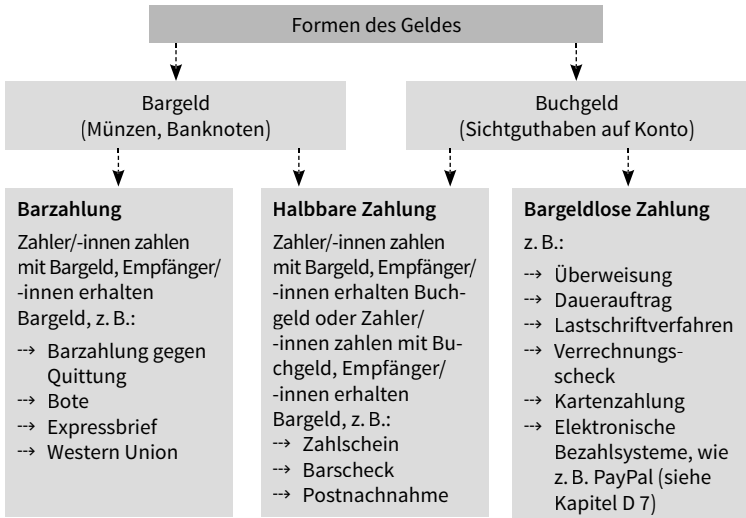 Formen des Geldes
Bargeld
(Münzen, Banknoten)
Buchgeld
(Sichtguthaben auf Konto)
Barzahlung
Zahler/-innen zahlen
mit Bargeld, Empfänger/
-innen erhalten
Bargeld, z. B.:
⇢ Barzahlung gegen
Quittung
⇢ Bote
⇢ Expressbrief
⇢ Western Union
Halbbare Zahlung
Zahler/-innen zahlen
mit Bargeld, Empfänger/
-innen erhalten Buch-
geld oder Zahler/
-innen zahlen mit Bu-
chgeld, Empfänger/
-innen erhalten
Bargeld, z. B.:
⇢ Zahlschein
⇢ Barscheck
⇢ Postnachnahme
Bargeldlose Zahlung
z. B.:
⇢ Überweisung
⇢ Dauerauftrag
⇢ Lastschriftverfahren
⇢ Verrechnungs-
scheck
⇢ Kartenzahlung
⇢ Elektronische
Bezahlsysteme, wie
z. B. PayPal (siehe
Kapitel D 7)